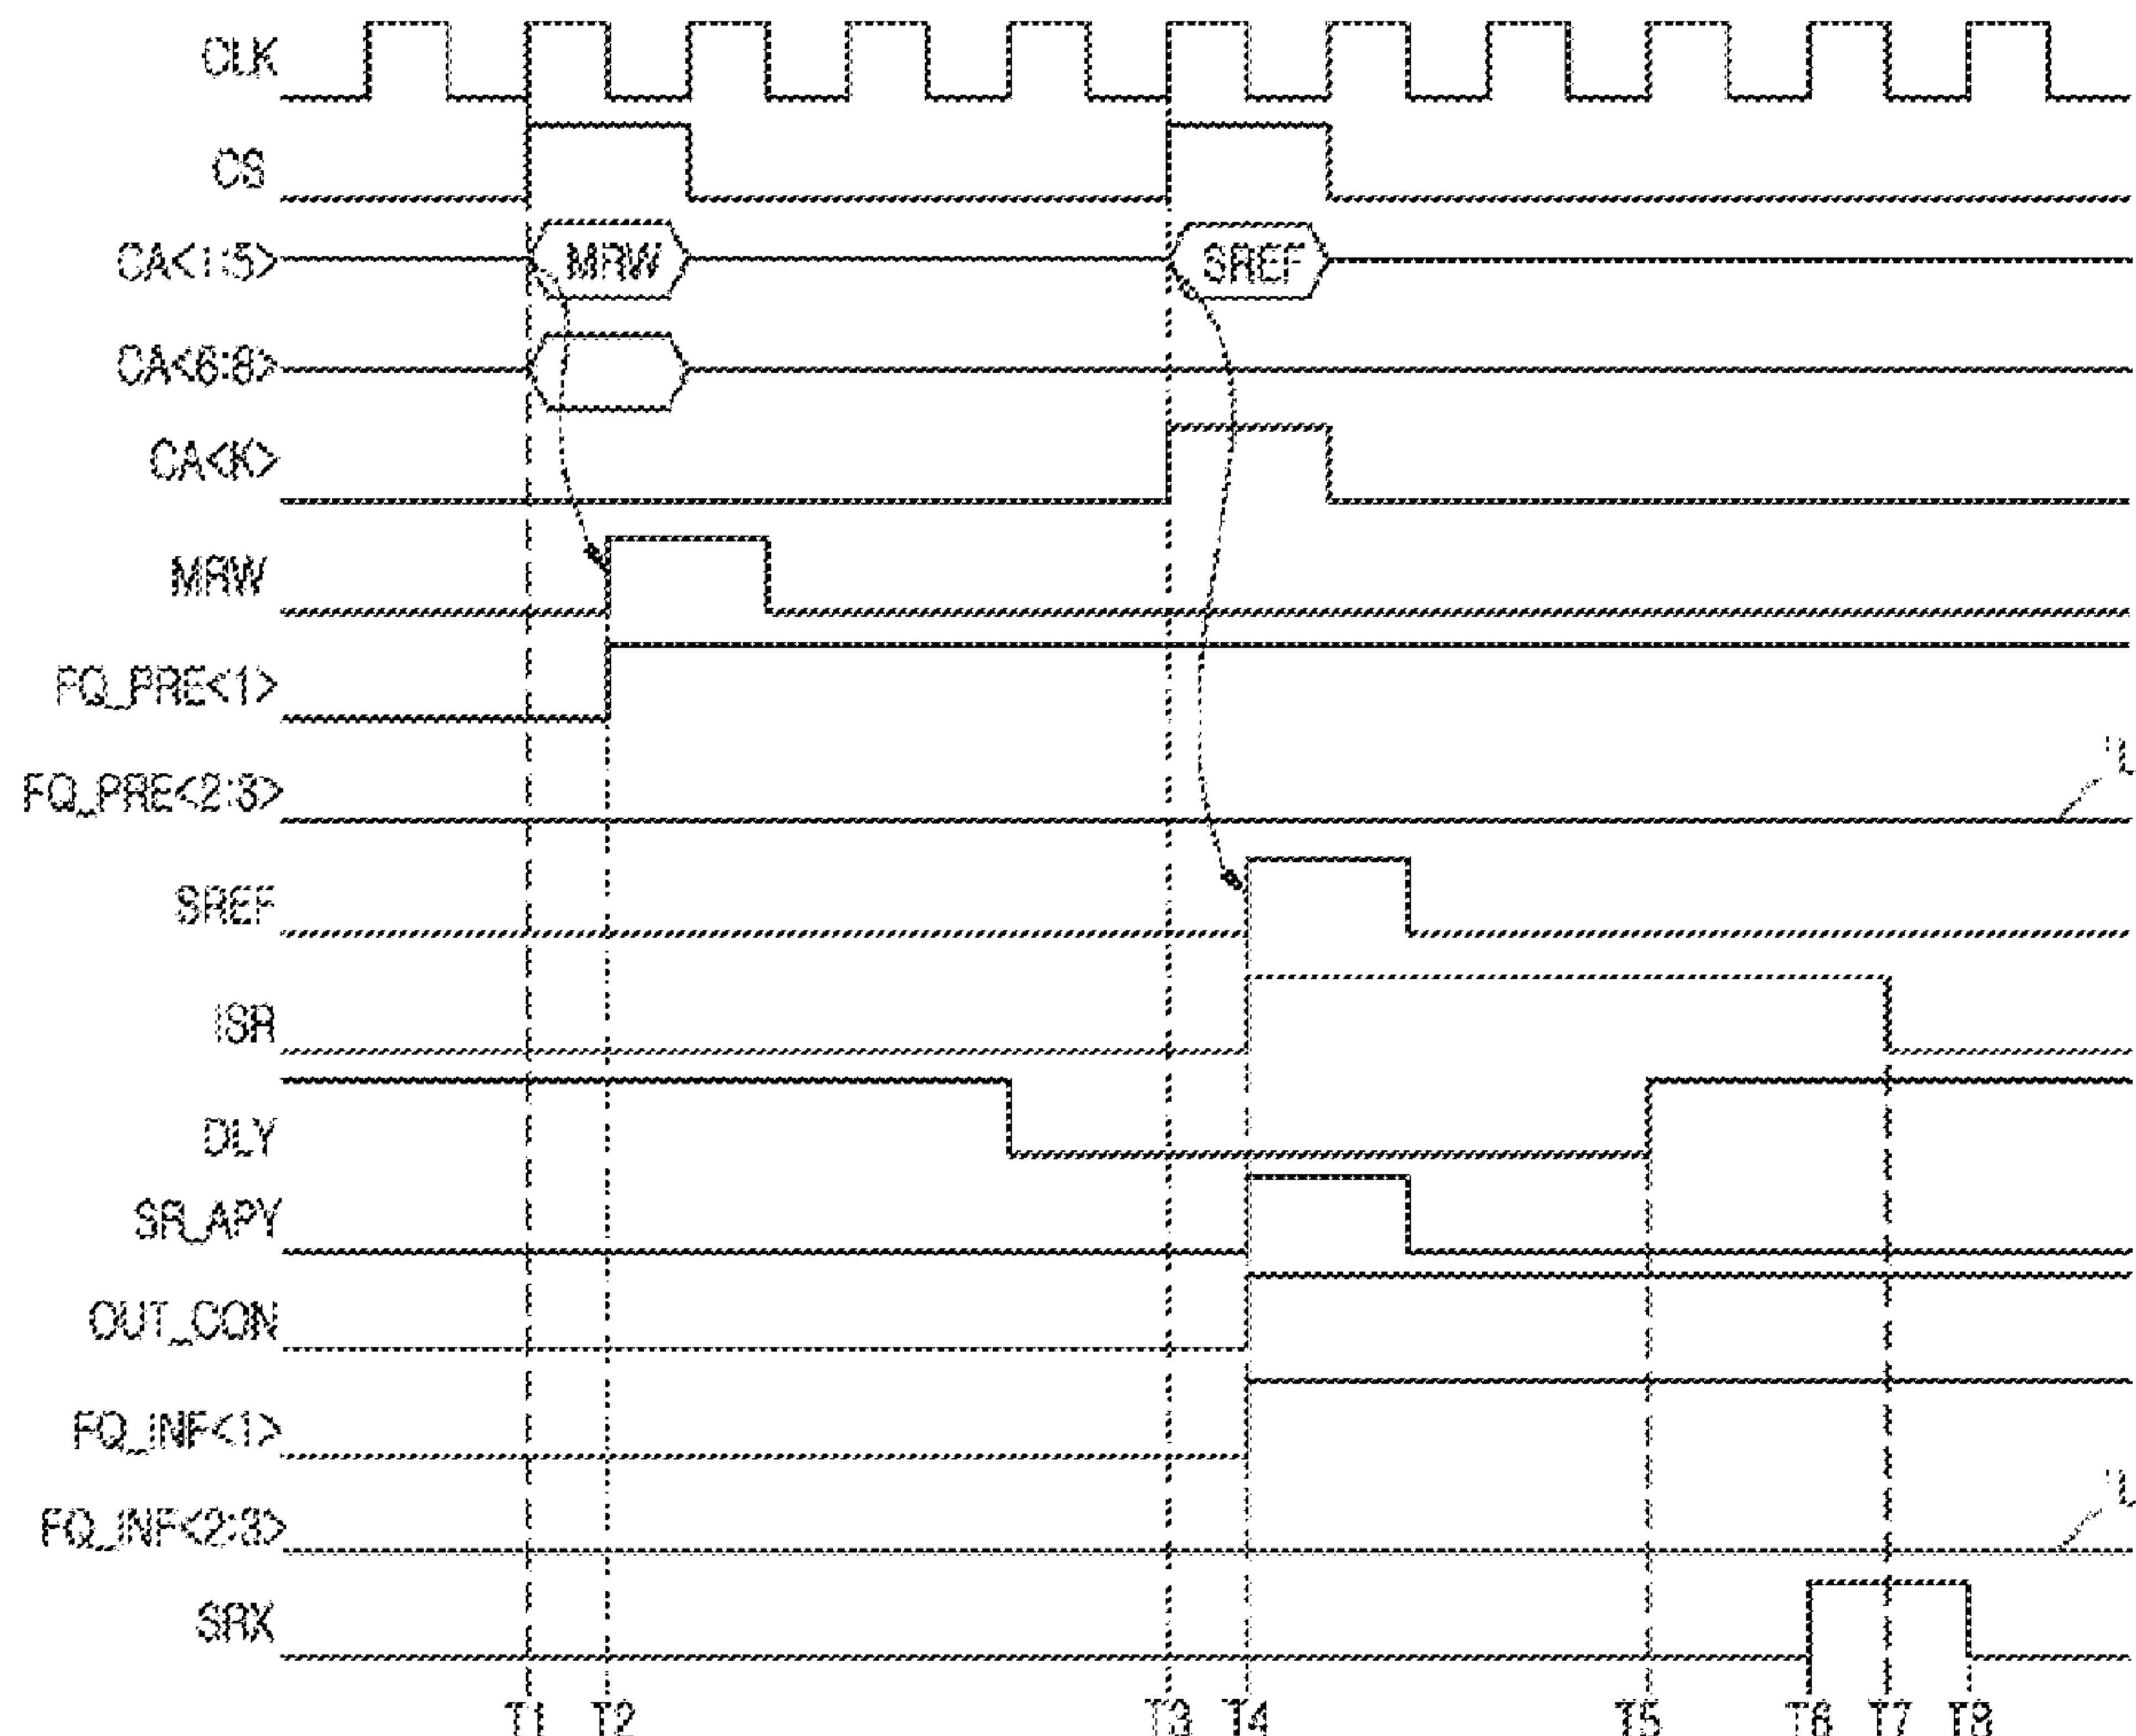 CLK
CS
CA<1:5> MRW SREF
CA<6:8>
CA<K>
MRW
FQ_PRE<1>
FQ_PRE<2:3> 'L'
SREF
ISR
DLY
SR_APY
OUT_CON
FQ_INF<1>
FQ_INF<2:3> 'L'
SRX
T1 T2 T3 T4 T5 T6 T7 T8